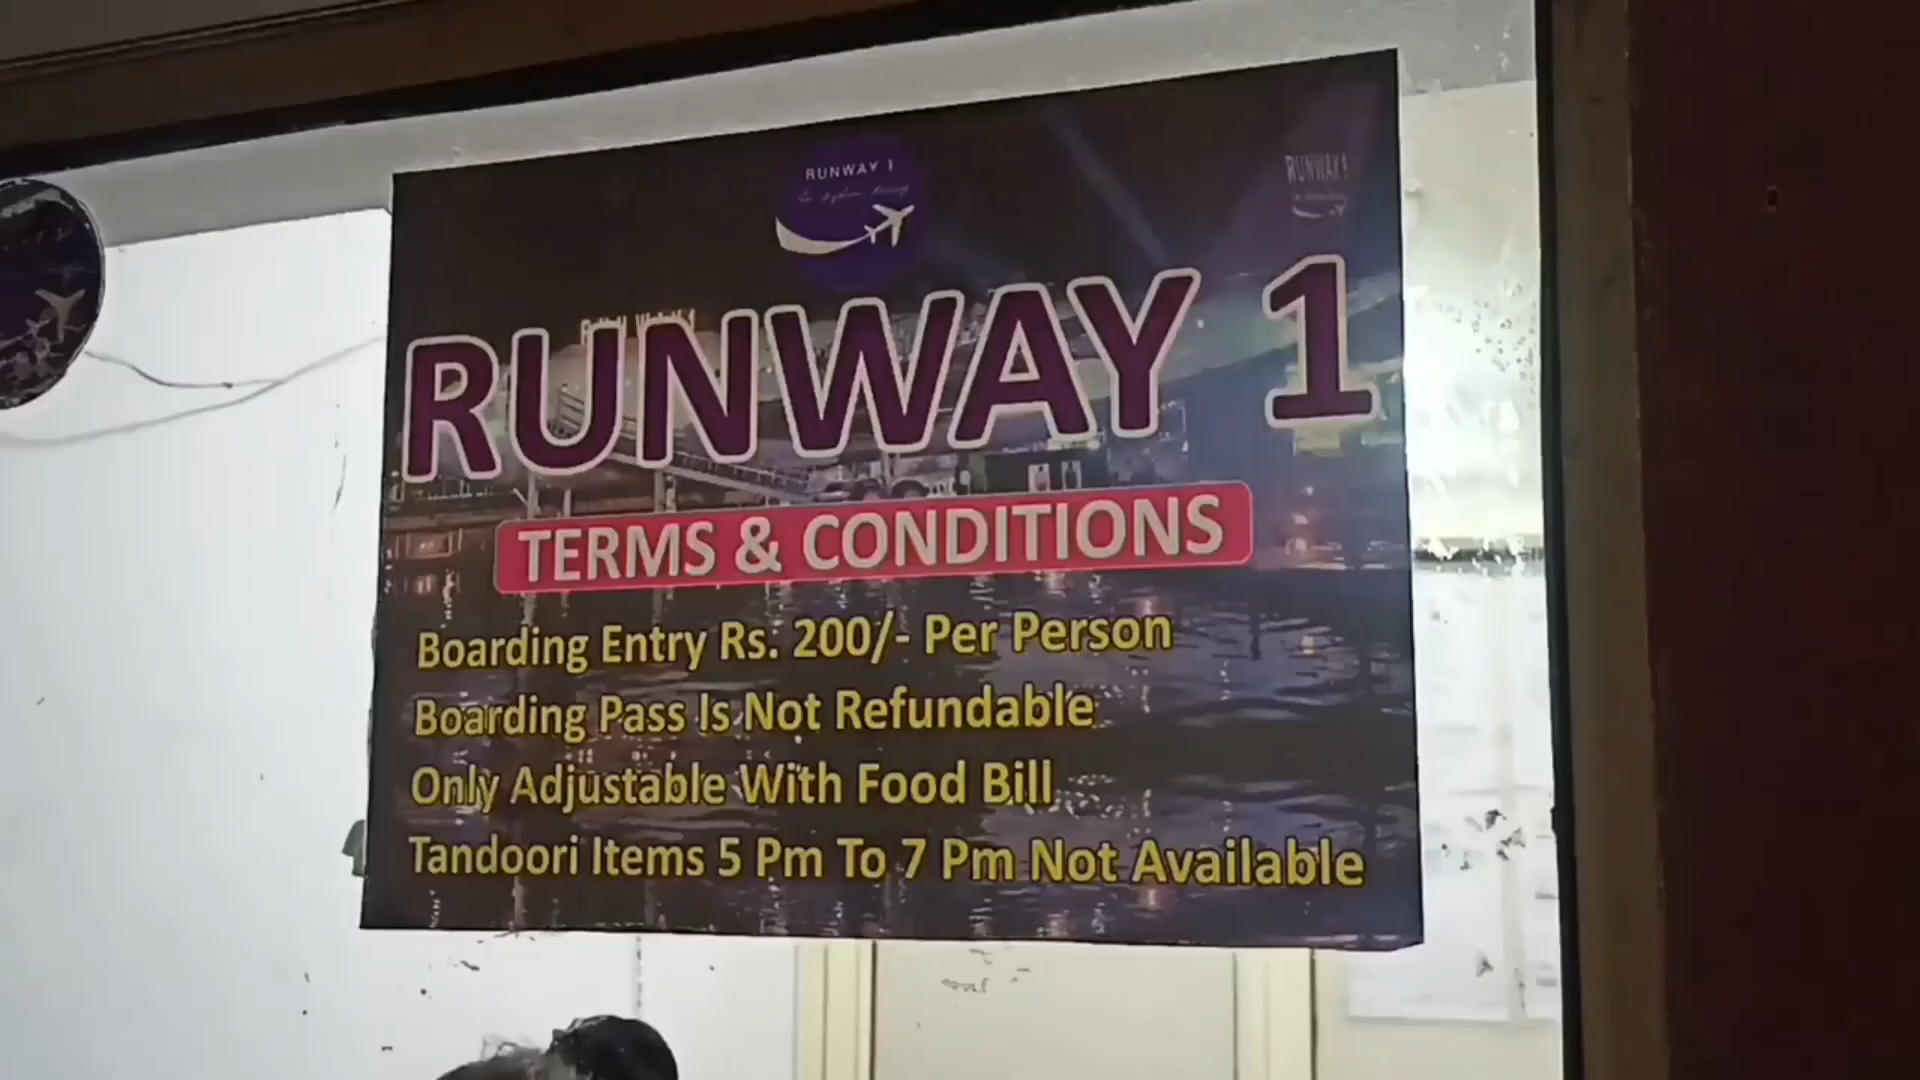 RUNWAY 1
RUNWAY 1
RUNWAY 1
TERMS & CONDITIONS
Boarding Entry Rs. 200/- Per Person
Boarding Pass Is Not Refundable
Only Adjustable With Food Bill
Tandoori Items 5 Pm To 7 Pm Not Available